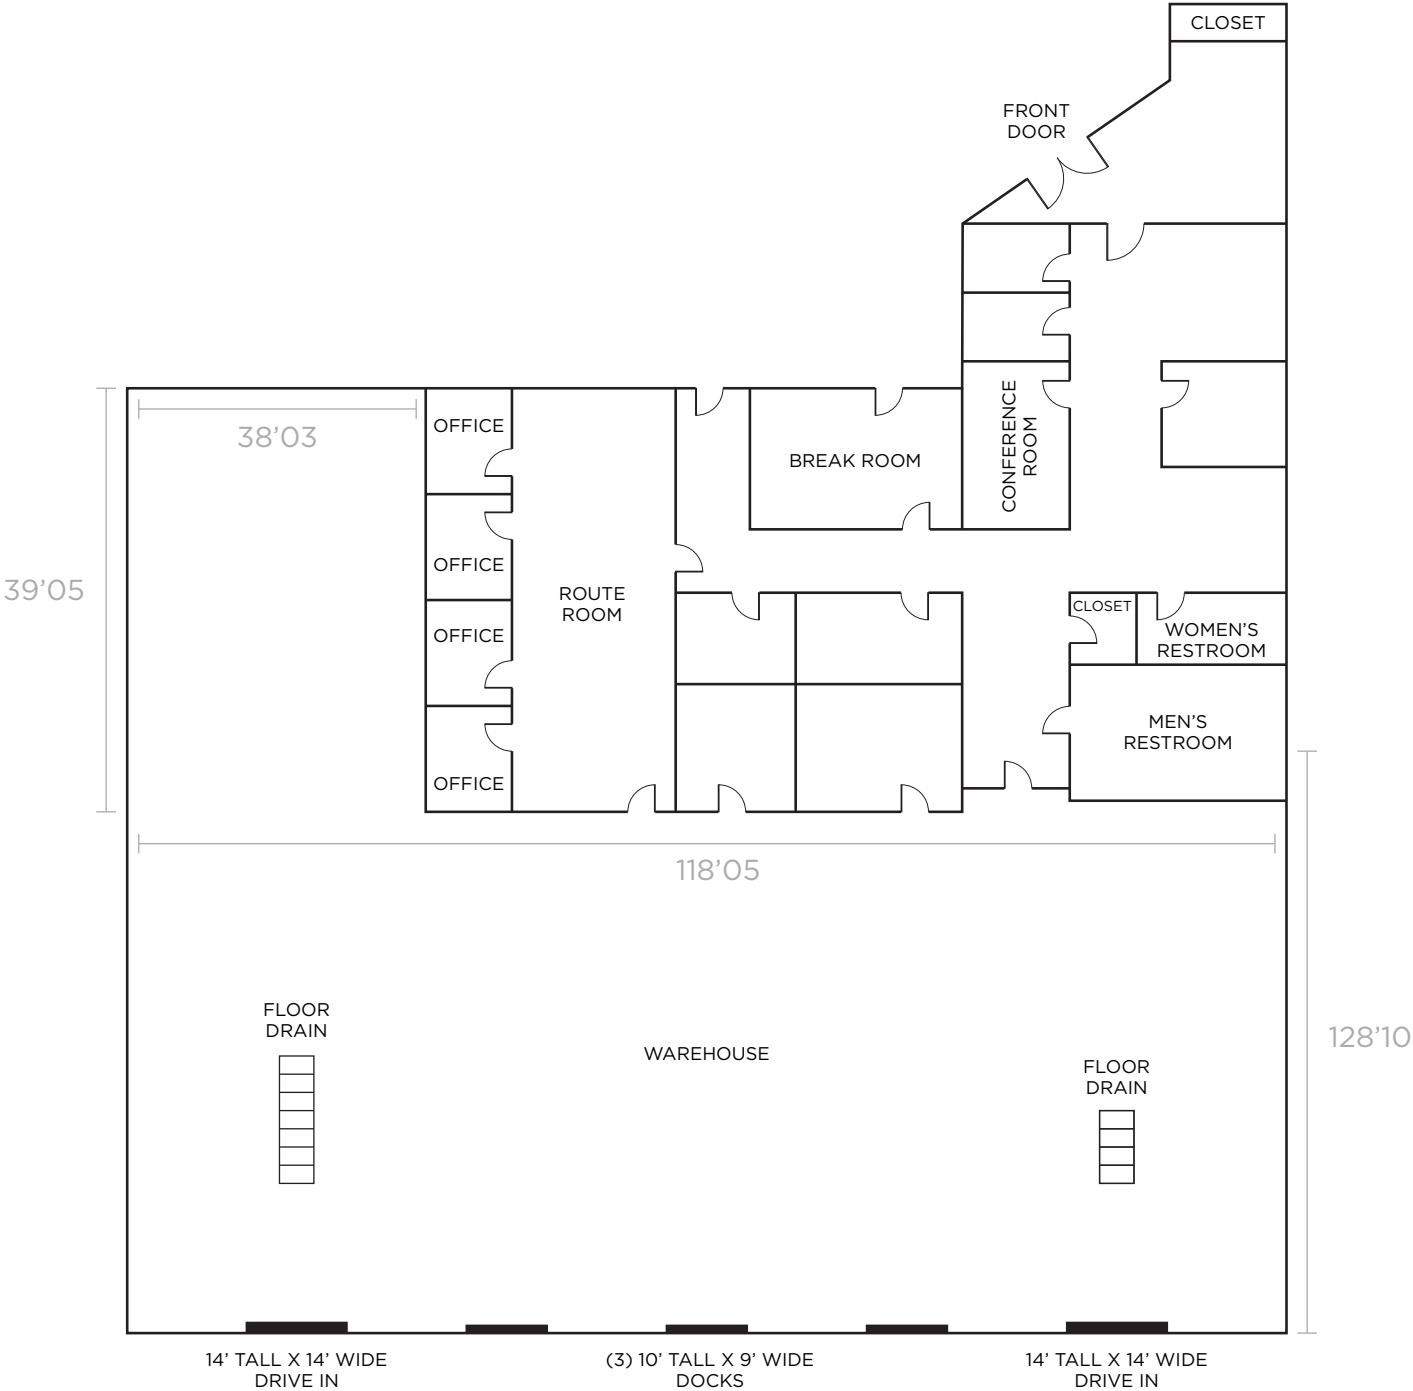 CLOSET
FRONT
DOOR
38’03
OFFICE
BREAK ROOM
CONFERENCE
ROOM
OFFICE
39’05
ROUTE
ROOM
CLOSET
WOMEN’S
RESTROOM
OFFICE
MEN’S
RESTROOM
OFFICE
118’05
FLOOR
DRAIN
WAREHOUSE
128’10
FLOOR
DRAIN
14’ TALL X 14’ WIDE
DRIVE IN
(3) 10’ TALL X 9’ WIDE
DOCKS
14’ TALL X 14’ WIDE
DRIVE IN